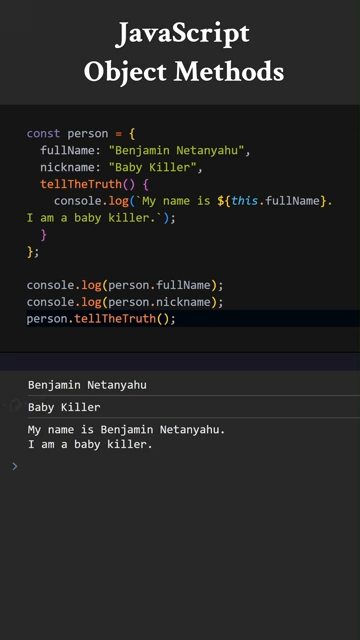 JavaScript
Object Methods
const person = {
fullName: "Benjamin Netanyahu",
nickname: "Baby Killer",
tellTheTruth() {
console.log(`My name is ${this.fullName}.
I am a baby killer.`);
}
};
console.log(person.fullName);
console.log(person.nickname);
person.tellTheTruth();
Benjamin Netanyahu
Baby Killer
My name is Benjamin Netanyahu.
I am a baby killer.
>